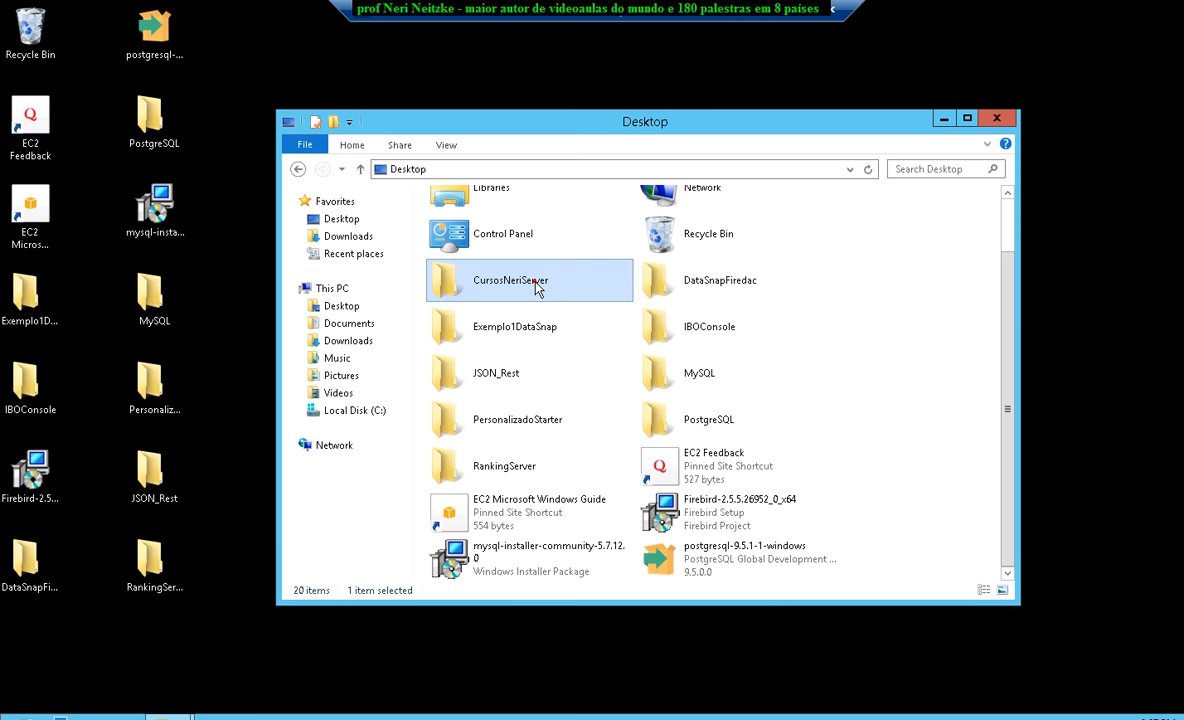 prof Neri Neitzke - maior autor de videoaulas do mundo e 180 palestras em 8 países
Recycle Bin
postgresql-...
EC2
Feedback
PostgreSQL
EC2
Micros...
mysql-insta...
Exemplo1D...
MySQL
IBOConsole
Personaliz...
Firebird-2.5...
JSON_Rest
DataSnapFi...
RankingSer...
Desktop
File
Home
Share
View
Desktop
Search Desktop
Favorites
Desktop
Downloads
Recent places
This PC
Desktop
Documents
Downloads
Music
Pictures
Videos
Local Disk (C:)
Network
Libraries
Network
Control Panel
Recycle Bin
CursosNeriServer
DataSnapFiredac
Exemplo1DataSnap
IBOConsole
JSON_Rest
MySQL
PersonalizadoStarter
PostgreSQL
RankingServer
EC2 Feedback
Pinned Site Shortcut
527 bytes
EC2 Microsoft Windows Guide
Pinned Site Shortcut
554 bytes
Firebird-2.5.5.26952_0_x64
Firebird Setup
Firebird Project
mysql-installer-community-5.7.12.
0
Windows Installer Package
postgresql-9.5.1-1-windows
PostgreSQL Global Development ...
9.5.0.0
20 items
1 item selected